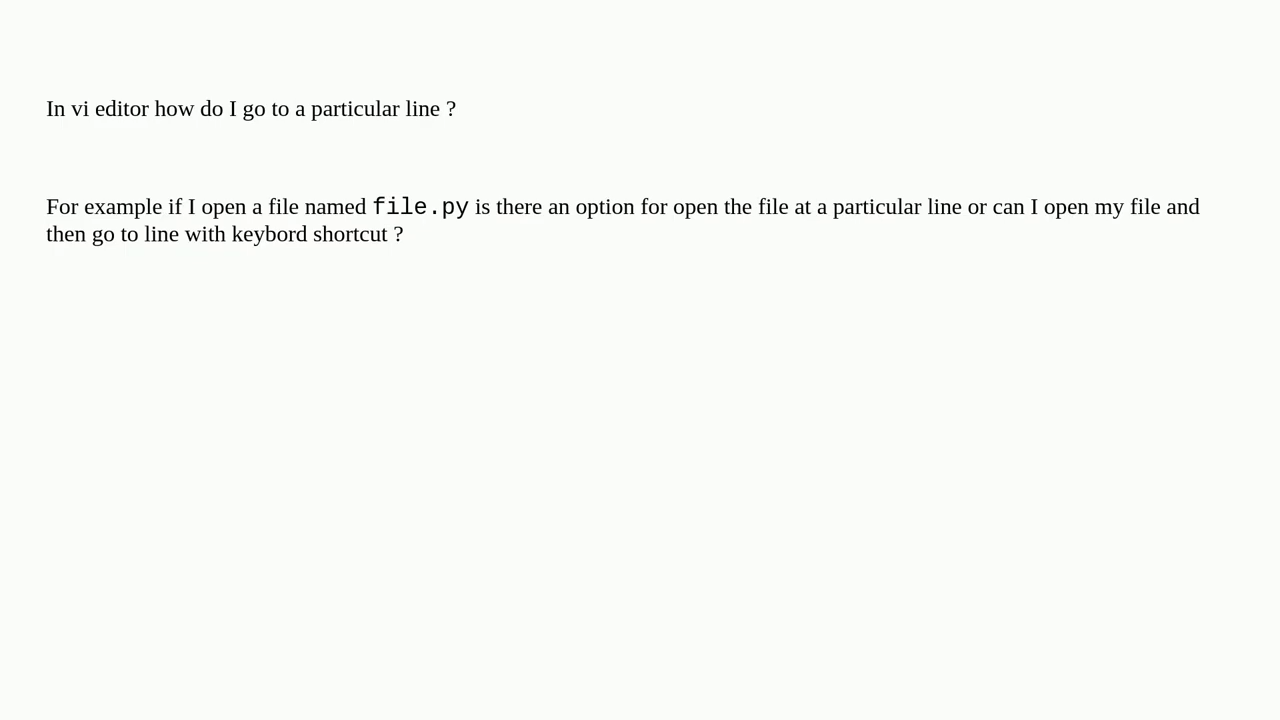 In vi editor how do I go to a particular line ?
For example if I open a file named file.py is there an option for open the file at a particular line or can I open my file and
then go to line with keybord shortcut ?